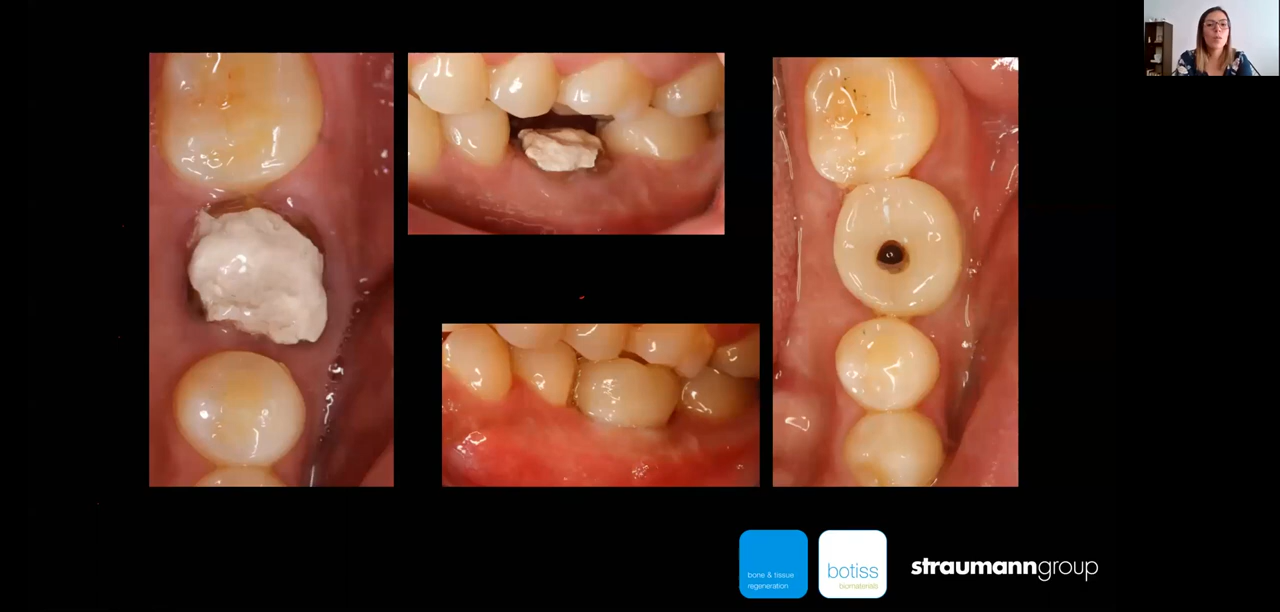 bone & tissue
regeneration
botiss
biomaterials
straumanngroup